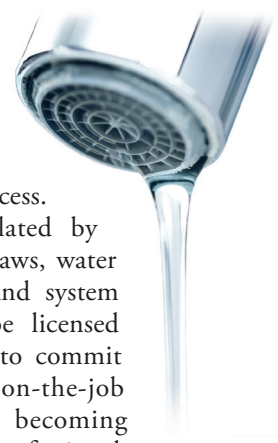 cess.
lated by
aws, water
nd system
be licensed
to commit
on-the-job
becoming